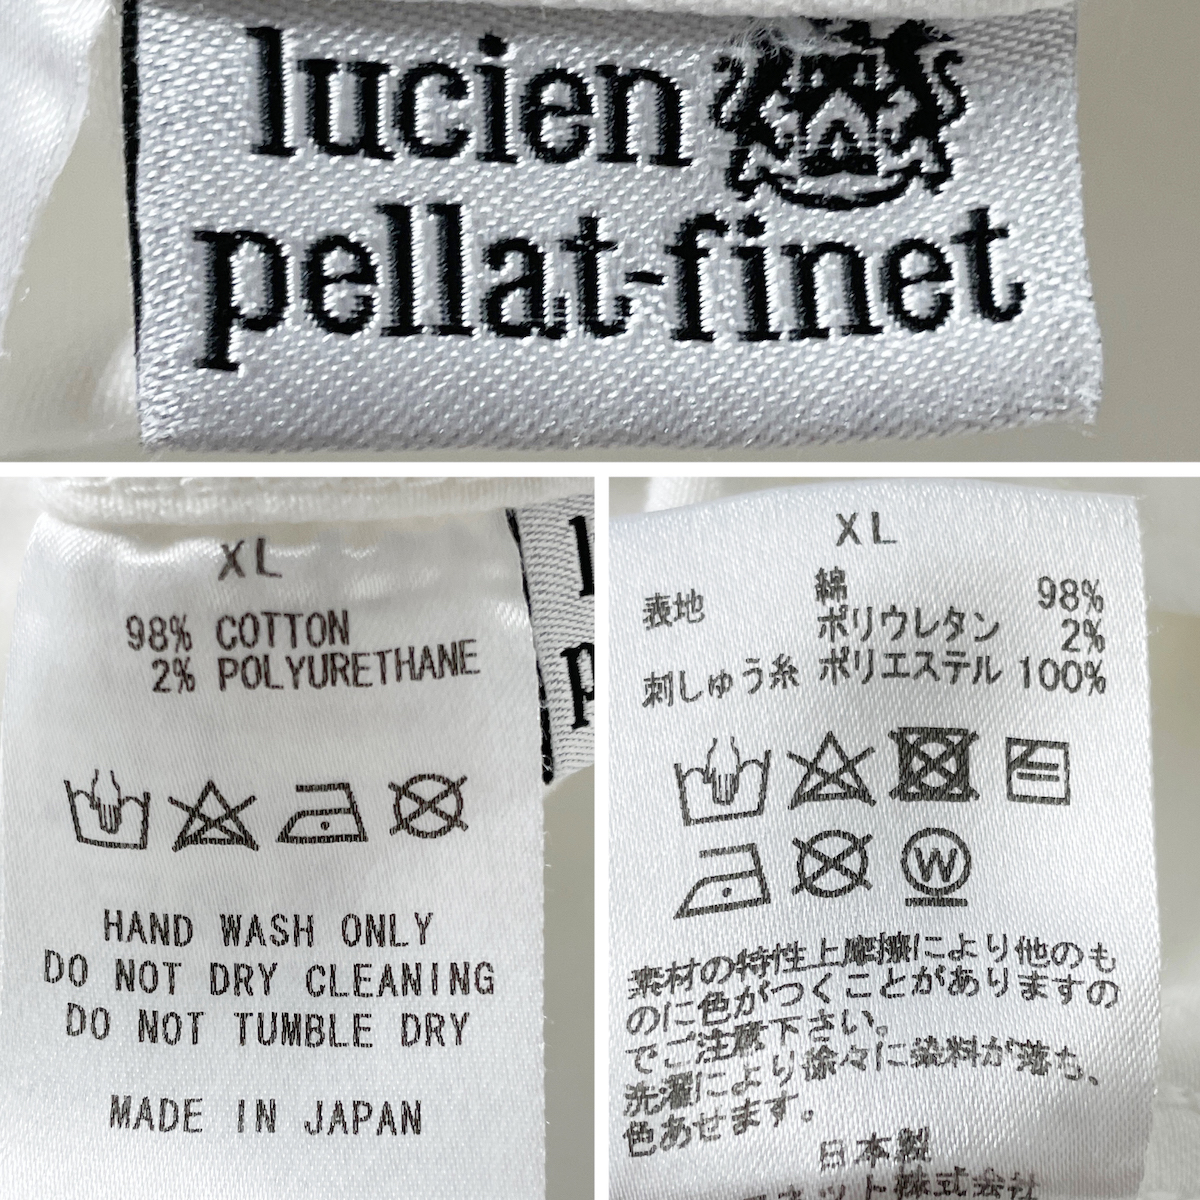 lucien
pellat-finet
XL
98% COTTON
2% POLYURETHANE
HAND WASH ONLY
DO NOT DRY CLEANING
DO NOT TUMBLE DRY
MADE IN JAPAN
XL
表地 綿 98%
ポリウレタン 2%
刺しゅう糸 ポリエステル 100%
W
素材の特性上摩擦により他のも
のに色がつくことがありますの
でご注意下さい。
洗濯により徐々に染料が落ち、
色あせます。
日本製
株式会社